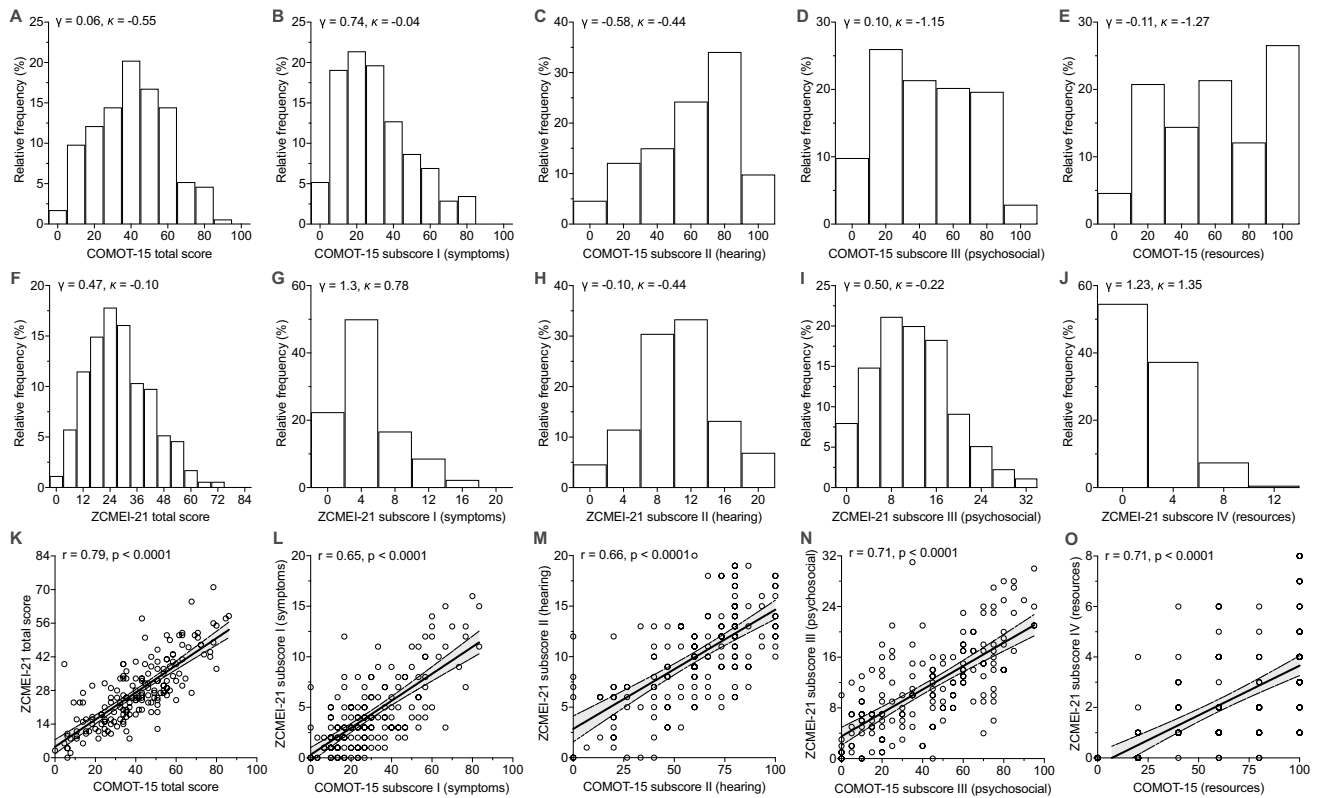 A
γ = 0.06, κ = -0.55
Relative frequency (%)
25
20
15
10
5
0
0 20 40 60 80 100
COMOT-15 total score
B
γ = 0.74, κ = -0.04
Relative frequency (%)
25
20
15
10
5
0
0 20 40 60 80 100
COMOT-15 subscore I (symptoms)
C
γ = -0.58, κ = -0.44
Relative frequency (%)
40
30
20
10
0
0 20 40 60 80 100
COMOT-15 subscore II (hearing)
D
γ = 0.10, κ = -1.15
Relative frequency (%)
30
20
10
0
0 20 40 60 80 100
COMOT-15 subscore III (psychosocial)
E
γ = -0.11, κ = -1.27
Relative frequency (%)
30
20
10
0
0 20 40 60 80 100
COMOT-15 (resources)
F
γ = 0.47, κ = -0.10
Relative frequency (%)
20
15
10
5
0
0 12 24 36 48 60 72 84
ZCMEI-21 total score
G
γ = 1.3, κ = 0.78
Relative frequency (%)
60
40
20
0
0 4 8 12 16 20
ZCMEI-21 subscore I (symptoms)
H
γ = -0.10, κ = -0.44
Relative frequency (%)
40
30
20
10
0
0 4 8 12 16 20
ZCMEI-21 subscore II (hearing)
I
γ = 0.50, κ = -0.22
Relative frequency (%)
25
20
15
10
5
0
0 8 16 24 32
ZCMEI-21 subscore III (psychosocial)
J
γ = 1.23, κ = 1.35
Relative frequency (%)
60
40
20
0
0 4 8 12
ZCMEI-21 subscore IV (resources)
K
r = 0.79, p < 0.0001
ZCMEI-21 total score
84
70
56
42
28
14
0
0 20 40 60 80 100
COMOT-15 total score
L
r = 0.65, p < 0.0001
ZCMEI-21 subscore I (symptoms)
20
15
10
5
0
0 20 40 60 80 100
COMOT-15 subscore I (symptoms)
M
r = 0.66, p < 0.0001
ZCMEI-21 subscore II (hearing)
20
15
10
5
0
0 25 50 75 100
COMOT-15 subscore II (hearing)
N
r = 0.71, p < 0.0001
ZCMEI-21 subscore III (psychosocial)
32
24
16
8
0
0 20 40 60 80 100
COMOT-15 subscore III (psychosocial)
O
r = 0.71, p < 0.0001
ZCMEI-21 subscore IV (resources)
8
6
4
2
0
0 25 50 75 100
COMOT-15 (resources)